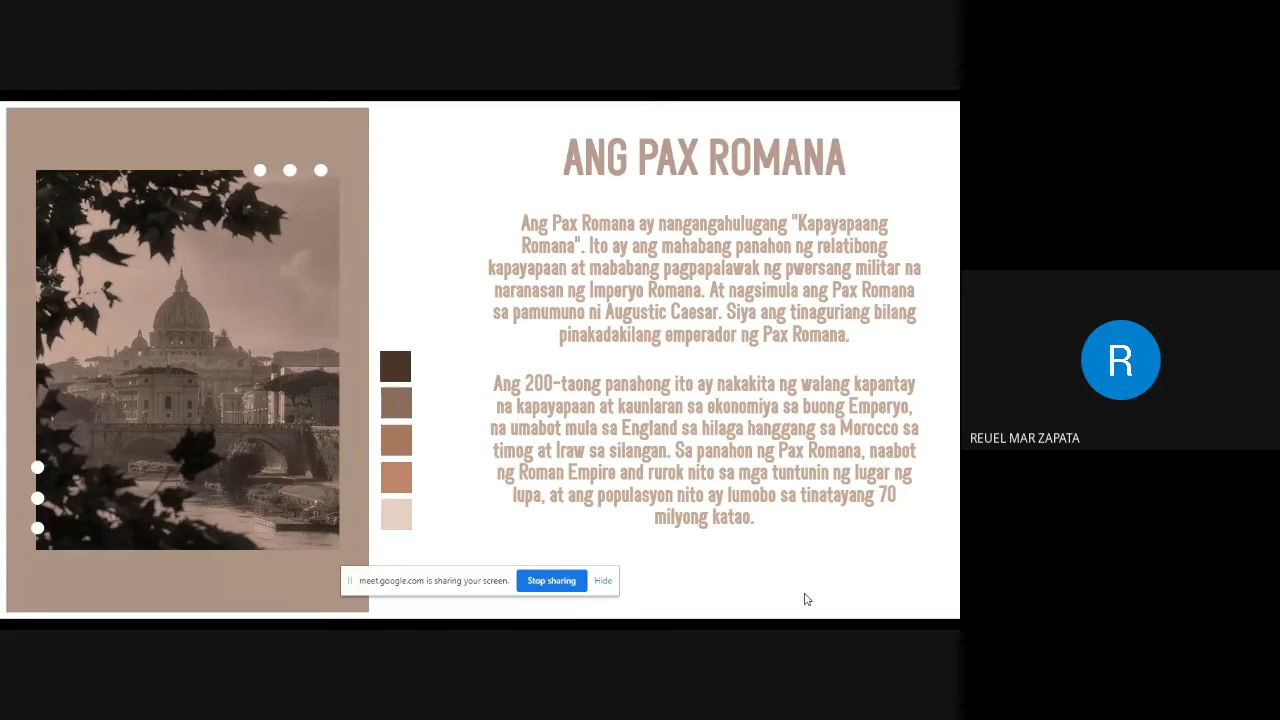 ANG PAX ROMANA
Ang Pax Romana ay nangangahulugang "Kapayapaang
Romana". Ito ay ang mahabang panahon ng relatibong
kapayapaan at mababang pagpapalawak ng pwersang militar na
naranasan ng Imperyo Romana. At nagsimula ang Pax Romana
sa pamumuno ni Augustic Caesar. Siya ang tinaguriang bilang
pinakadakilang emperador ng Pax Romana.
Ang 200-taong panahong ito ay nakakita ng walang kapantay
na kapayapaan at kaunlaran sa ekonomiya sa buong Emperyo,
na umabot mula sa England sa hilaga hanggang sa Morocco sa
timog at Iraw sa silangan. Sa panahon ng Pax Romana, naabot
ng Roman Empire and rurok nito sa mga tuntunin ng lugar ng
lupa, at ang populasyon nito ay lumobo sa tinatayang 70
milyong katao.
meet.google.com is sharing your screen.
Stop sharing
Hide
R
REUEL MAR ZAPATA